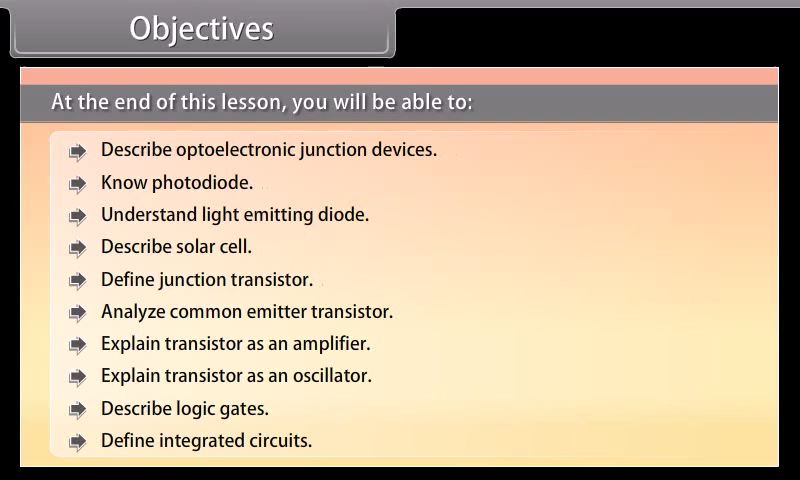 Objectives
At the end of this lesson, you will be able to:
Describe optoelectronic junction devices.
Know photodiode.
Understand light emitting diode.
Describe solar cell.
Define junction transistor.
Analyze common emitter transistor.
Explain transistor as an amplifier.
Explain transistor as an oscillator.
Describe logic gates.
Define integrated circuits.